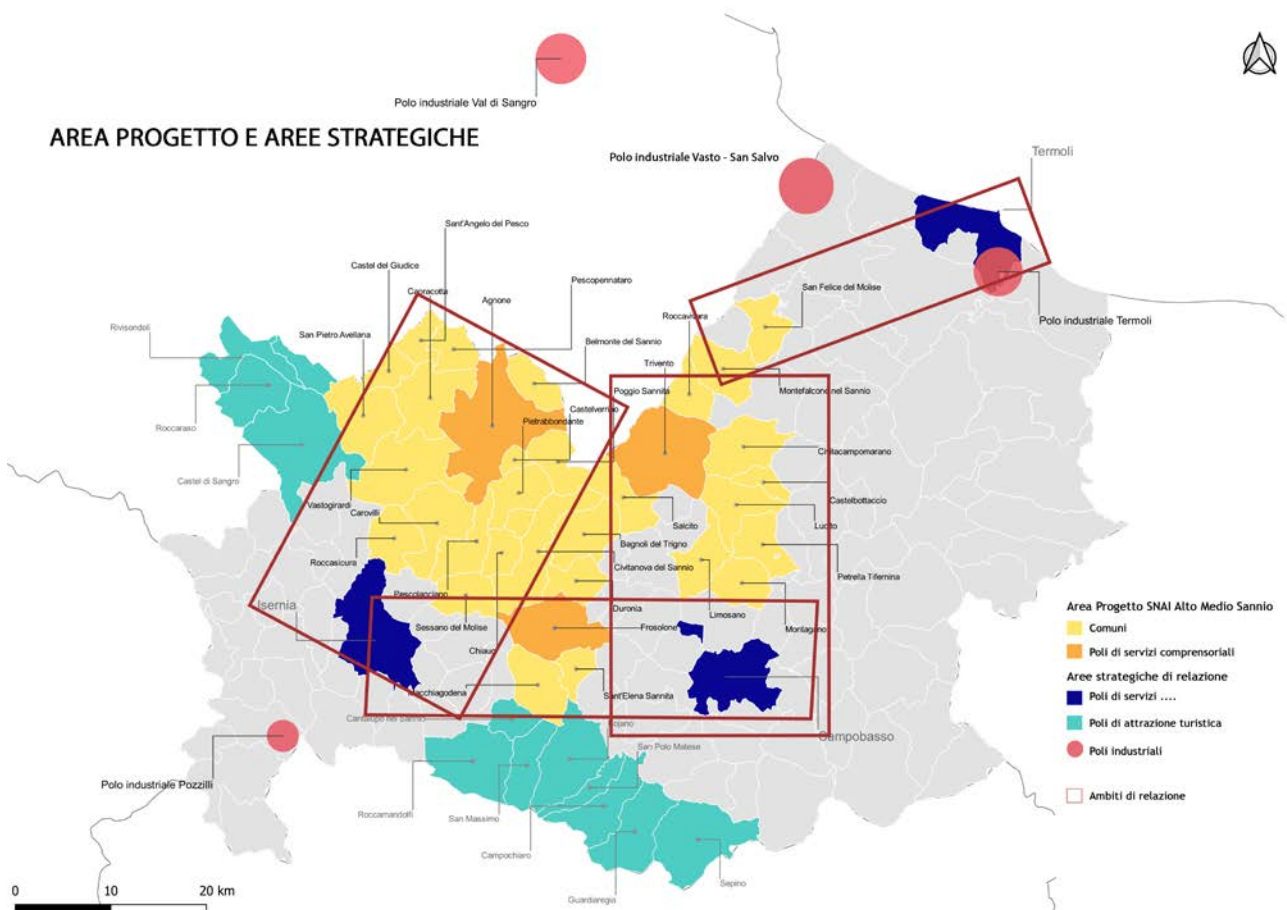 Polo industriale Val di Sangro
AREA PROGETTO E AREE STRATEGICHE
Polo industriale Vasto - San Salvo
Termoli
Sant'Angelo del Pesco
Castel del Giudice
Capracotta
Agnone
Pescopennataro
San Felice del Molise
Rivisondoli
San Pietro Avellana
Roccavivara
Polo industriale Termoli
Belmonte del Sannio
Trivento
Poggio Sannita
Montefalcone nel Sannio
Castelverrino
Roccaraso
Pietrabbondante
Civitacampomarano
Castel di Sangro
Vastogirardi
Castelbottaccio
Carovilli
Salcito
Lucito
Bagnoli del Trigno
Roccasicura
Civitanova del Sannio
Petrella Tifernina
Pescolanciano
Isernia
Duronia
Limosano
Montagano
Sessano del Molise
Frosolone
Chiauci
Macchiagodena
Sant'Elena Sannita
Cantalupo nel Sannio
Bojano
Campobasso
San Polo Matese
Polo industriale Pozzilli
Roccamandolfi
San Massimo
Campochiaro
Sepino
Guardiaregia
Area Progetto SNAI Alto Medio Sannio
Comuni
Poli di servizi comprensoriali
Aree strategiche di relazione
Poli di servizi ....
Poli di attrazione turistica
Poli industriali
Ambiti di relazione
0 10 20 km